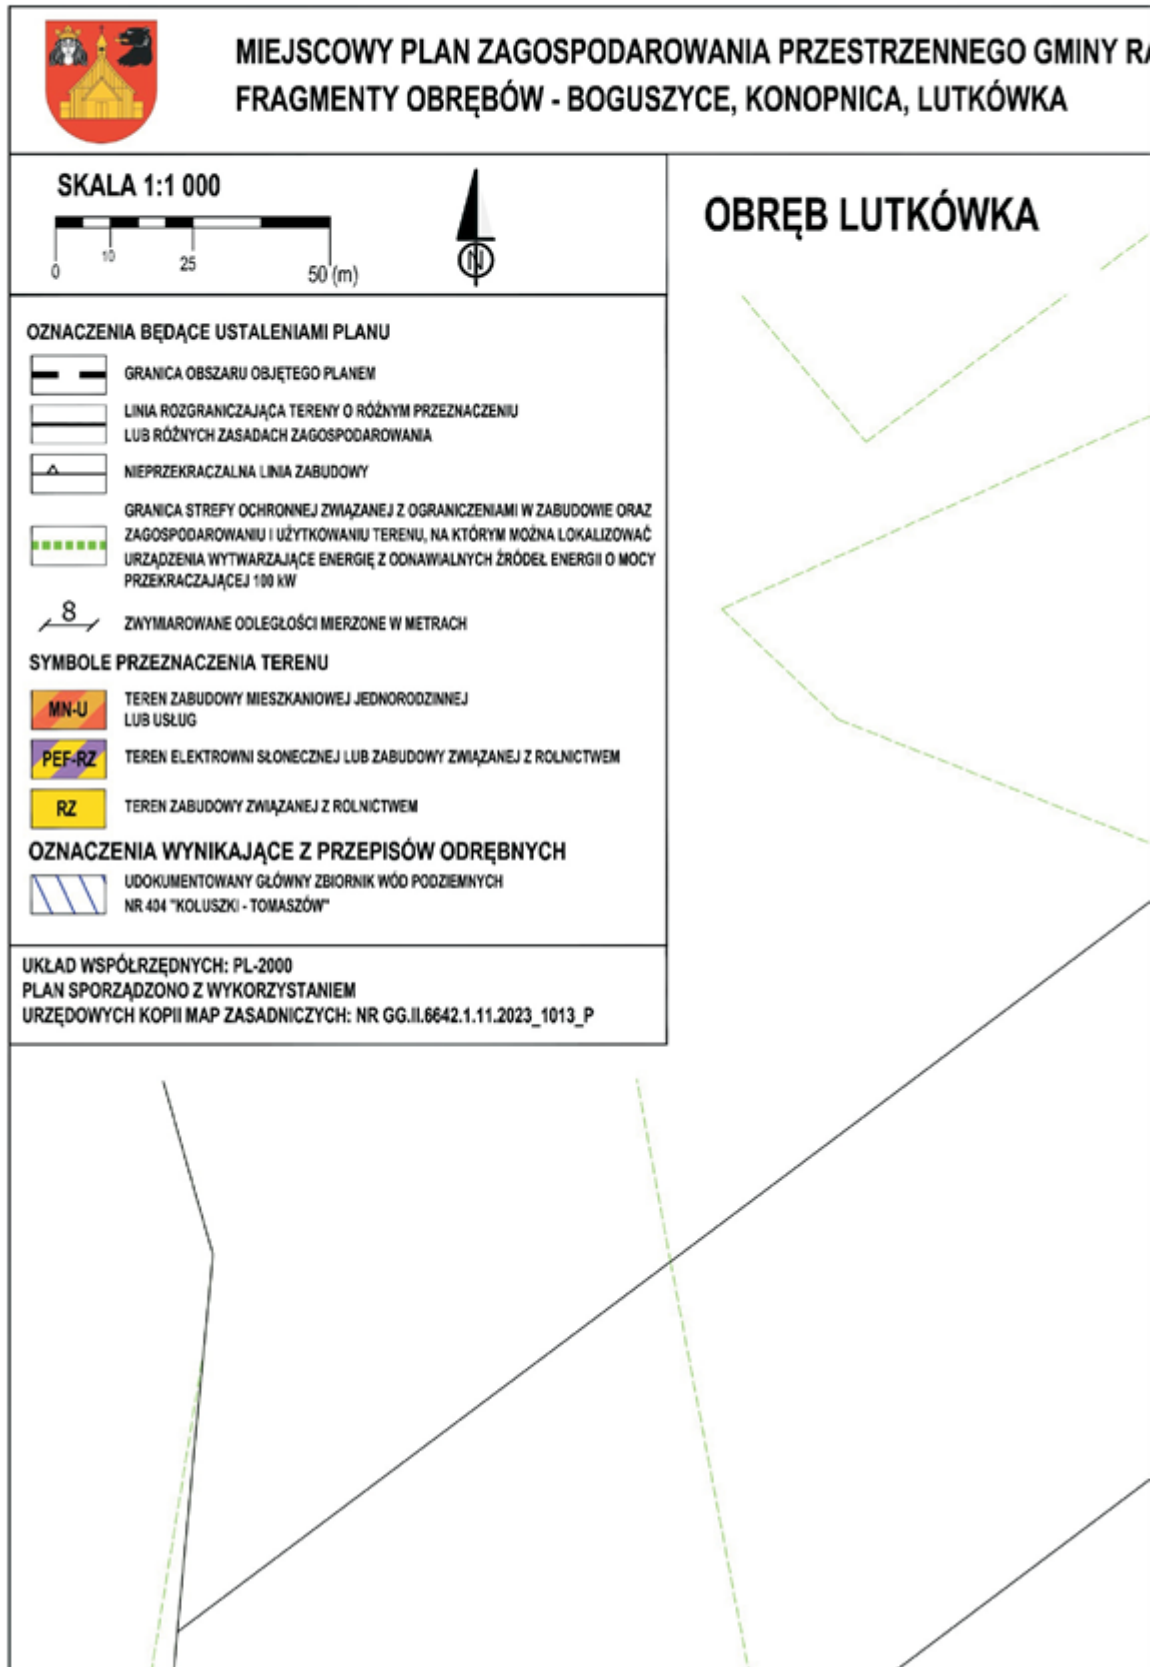 MIEJSCOWY PLAN ZAGOSPODAROWANIA PRZESTRZENNEGO GMINY RA
FRAGMENTY OBRĘBÓW - BOGUSZYCE, KONOPNICA, LUTKÓWKA
SKALA 1:1 000
0 10 25 50 (m)
N
OBRĘB LUTKÓWKA
OZNACZENIA BĘDĄCE USTALENIAMI PLANU
GRANICA OBSZARU OBJĘTEGO PLANEM
LINIA ROZGRANICZAJĄCA TERENY O RÓŻNYM PRZEZNACZENIU
LUB RÓŻNYCH ZASADACH ZAGOSPODAROWANIA
NIEPRZEKRACZALNA LINIA ZABUDOWY
GRANICA STREFY OCHRONNEJ ZWIĄZANEJ Z OGRANICZENIAMI W ZABUDOWIE ORAZ
ZAGOSPODAROWANIU I UŻYTKOWANIU TERENU, NA KTÓRYM MOŻNA LOKALIZOWAĆ
URZĄDZENIA WYTWARZAJĄCE ENERGIĘ Z ODNAWIALNYCH ŹRÓDEŁ ENERGII O MOCY
PRZEKRACZAJĄCEJ 100 kW
8 ZWYMIAROWANE ODLEGŁOŚCI MIERZONE W METRACH
SYMBOLE PRZEZNACZENIA TERENU
MN-U TEREN ZABUDOWY MIESZKANIOWEJ JEDNORODZINNEJ
LUB USŁUG
PEF-RZ TEREN ELEKTROWNI SŁONECZNEJ LUB ZABUDOWY ZWIĄZANEJ Z ROLNICTWEM
RZ TEREN ZABUDOWY ZWIĄZANEJ Z ROLNICTWEM
OZNACZENIA WYNIKAJĄCE Z PRZEPISÓW ODRĘBNYCH
UDOKUMENTOWANY GŁÓWNY ZBIORNIK WÓD PODZIEMNYCH
NR 404 "KOLUSZKI - TOMASZÓW"
UKŁAD WSPÓŁRZĘDNYCH: PL-2000
PLAN SPORZĄDZONO Z WYKORZYSTANIEM
URZĘDOWYCH KOPII MAP ZASADNICZYCH: NR GG.II.6642.1.11.2023_1013_P